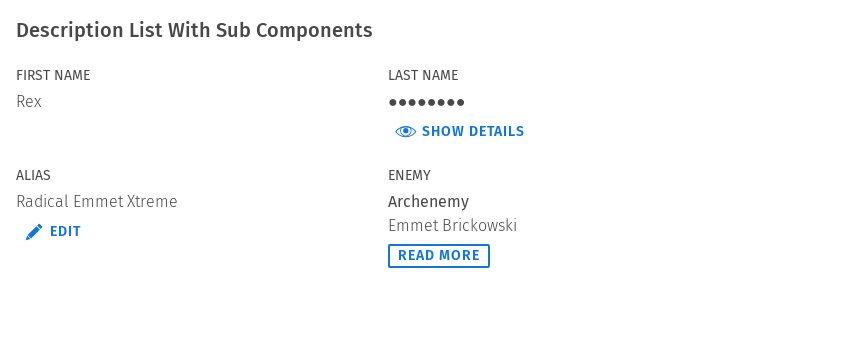 Description List With Sub Components
FIRST NAME
Rex
LAST NAME
●●●●●●●●
SHOW DETAILS
ALIAS
Radical Emmet Xtreme
EDIT
ENEMY
Archenemy
Emmet Brickowski
READ MORE